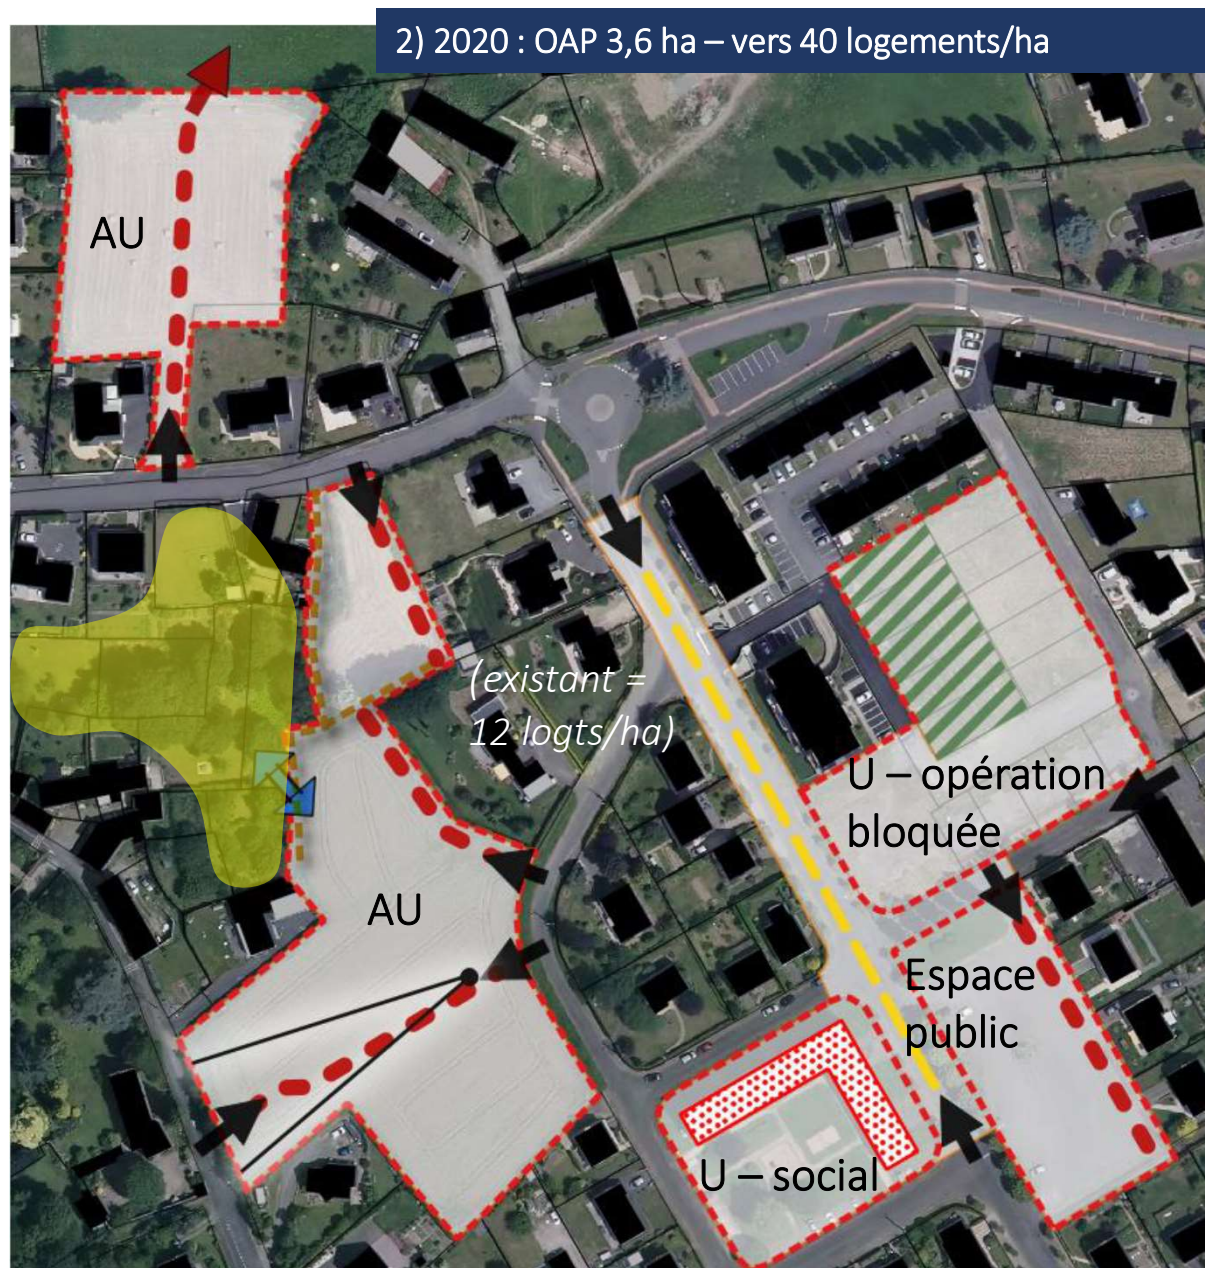 2) 2020 : OAP 3,6 ha – vers 40 logements/ha
AU
(existant =
12 logts/ha)
U – opération
bloquée
AU
Espace
public
U – social